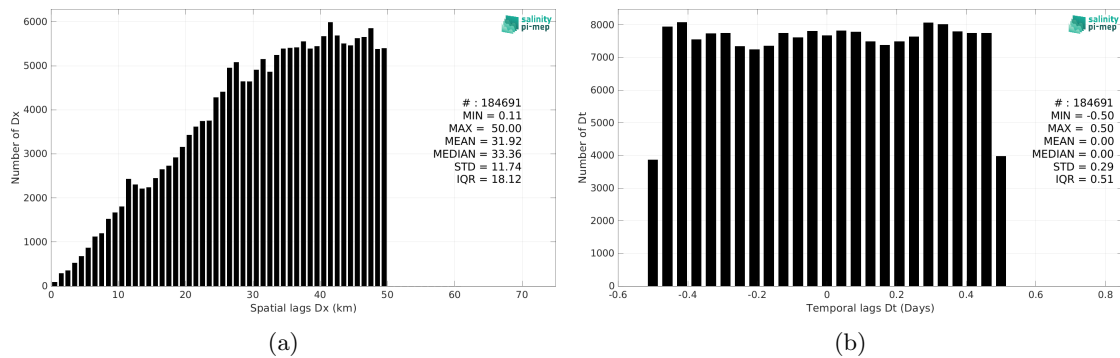 6000
5000
4000
3000
2000
1000
0
Number of Dx
salinity
pi-mep
# : 184691
MIN = 0.11
MAX = 50.00
MEAN = 31.92
MEDIAN = 33.36
STD = 11.74
IQR = 18.12
0 10 20 30 40 50 60 70
Spatial lags Dx (km)
(a)
8000
7000
6000
5000
4000
3000
2000
1000
0
Number of Dt
salinity
pi-mep
# : 184691
MIN = -0.50
MAX = 0.50
MEAN = 0.00
MEDIAN = 0.00
STD = 0.29
IQR = 0.51
-0.6 -0.4 -0.2 0 0.2 0.4 0.6 0.8
Temporal lags Dt (Days)
(b)